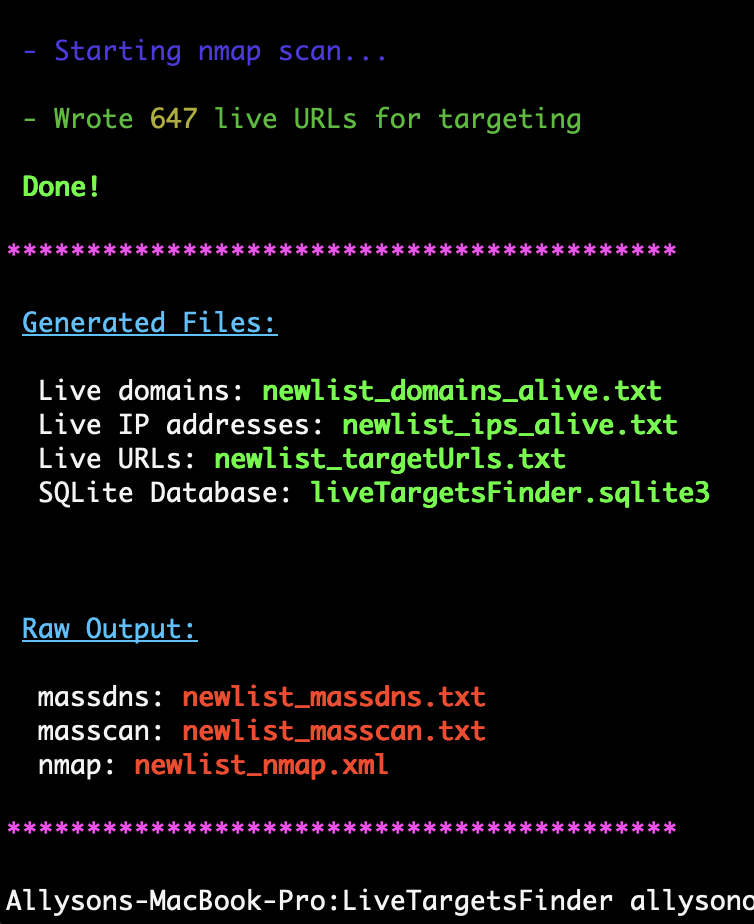 - Starting nmap scan...
- Wrote 647 live URLs for targeting
Done!
******************************************
Generated Files:
Live domains: newlist_domains_alive.txt
Live IP addresses: newlist_ips_alive.txt
Live URLs: newlist_targetUrls.txt
SQLite Database: liveTargetsFinder.sqlite3
Raw Output:
massdns: newlist_massdns.txt
masscan: newlist_masscan.txt
nmap: newlist_nmap.xml
******************************************
Allysons-MacBook-Pro:LiveTargetsFinder allysono